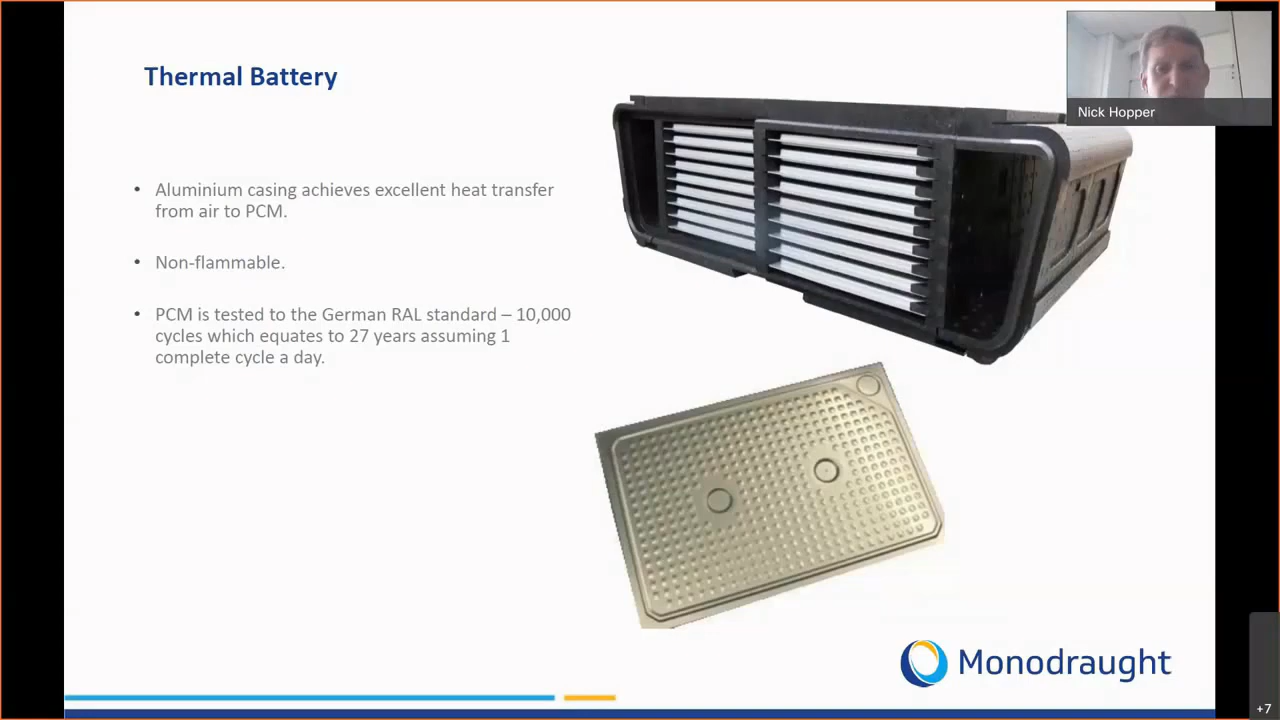 Thermal Battery
Nick Hopper
• Aluminium casing achieves excellent heat transfer
from air to PCM.
• Non-flammable.
• PCM is tested to the German RAL standard – 10,000
cycles which equates to 27 years assuming 1
complete cycle a day.
Monodraught
+7